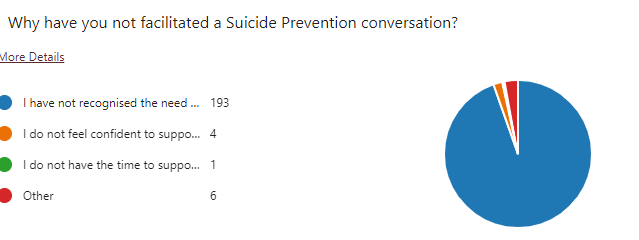 Why have you not facilitated a Suicide Prevention conversation?
More Details
I have not recognised the need ... 193
I do not feel confident to suppo... 4
I do not have the time to suppo... 1
Other 6